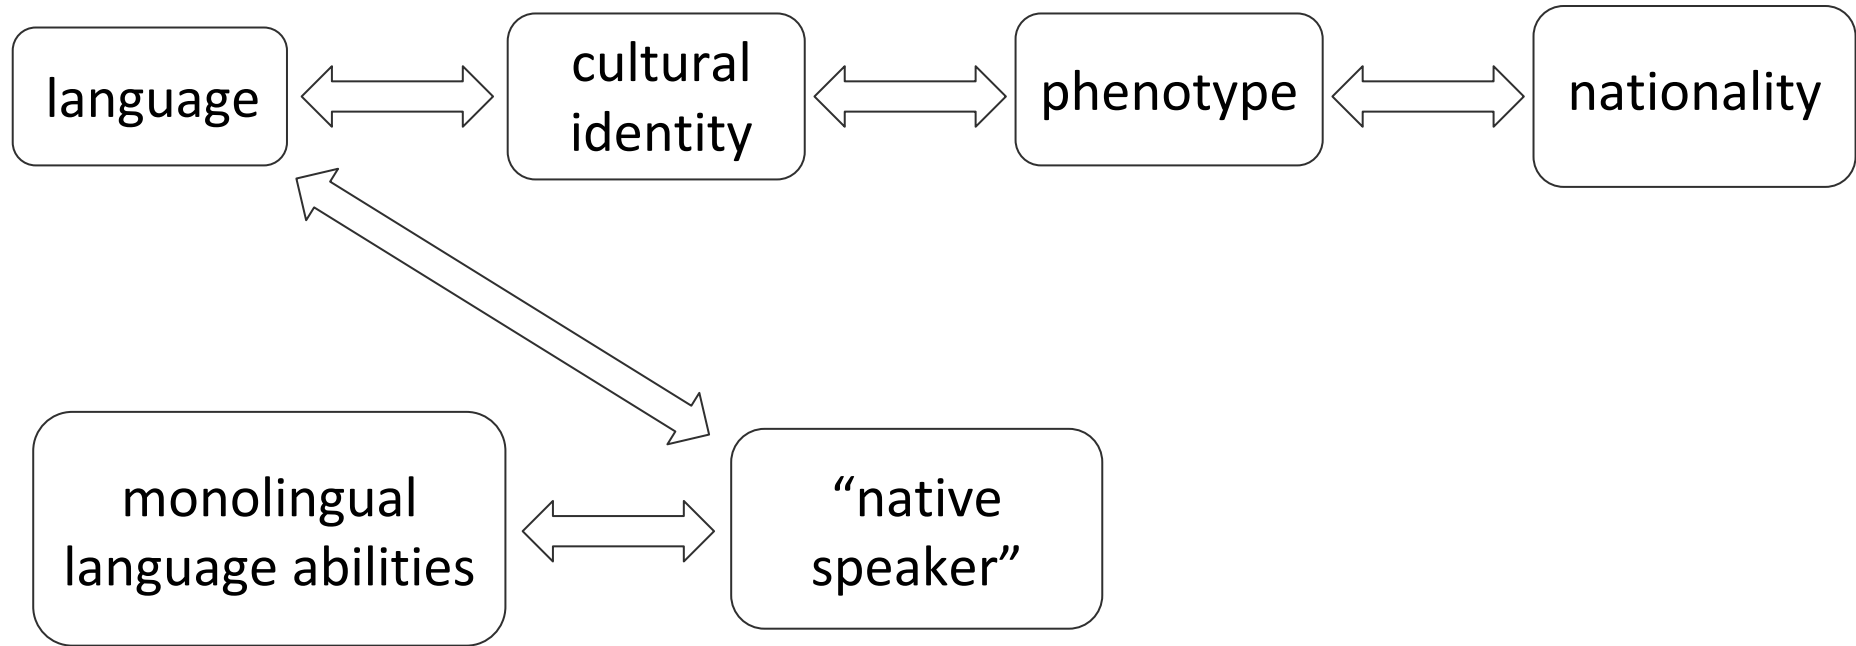 language
cultural
identity
phenotype
nationality
monolingual
language abilities
“native
speaker”